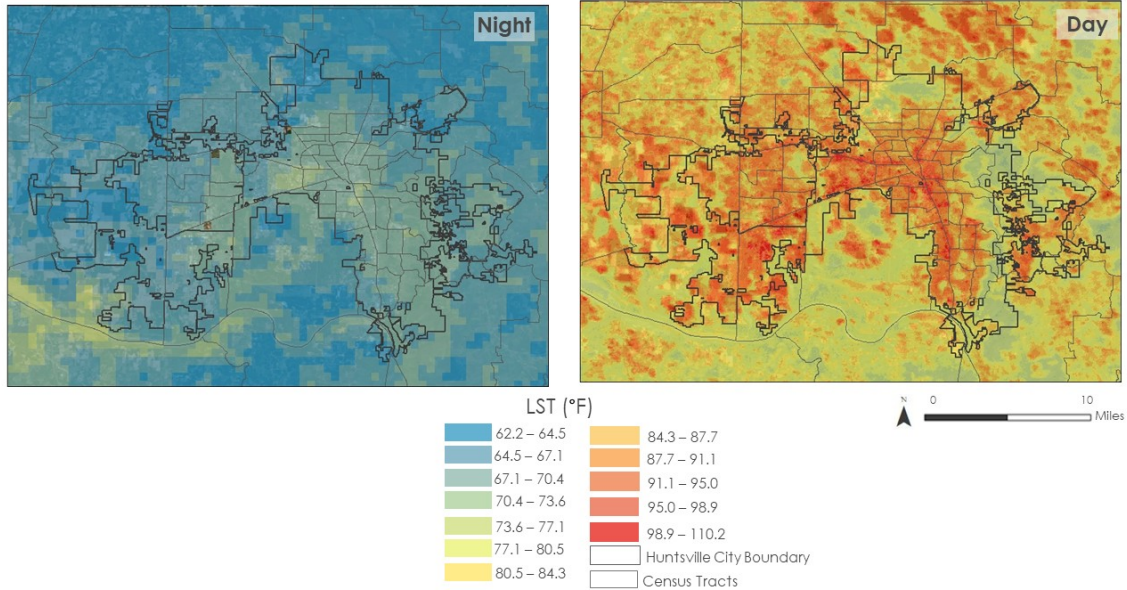 Night
Day
LST (°F)
62.2 – 64.5
64.5 – 67.1
67.1 – 70.4
70.4 – 73.6
73.6 – 77.1
77.1 – 80.5
80.5 – 84.3
84.3 – 87.7
87.7 – 91.1
91.1 – 95.0
95.0 – 98.9
98.9 – 110.2
Huntsville City Boundary
Census Tracts
N
0 10
Miles